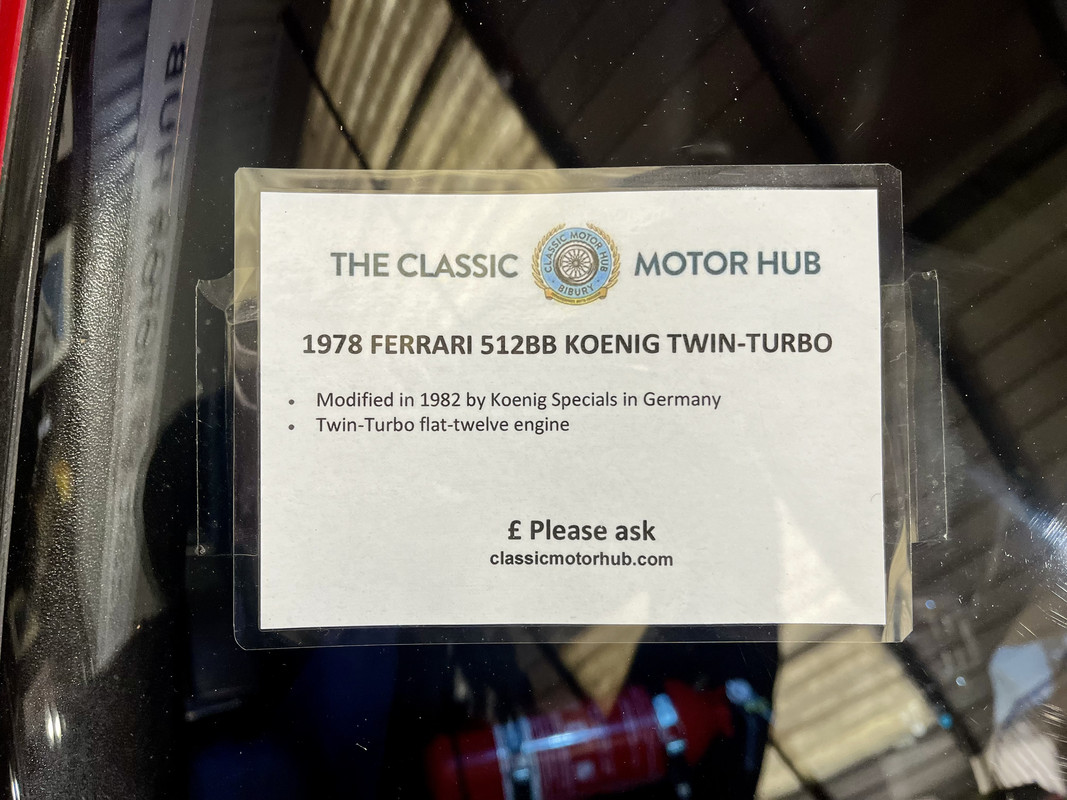 THE CLASSIC MOTOR HUB
CLASSIC MOTOR HUB
BIBURY
1978 FERRARI 512BB KOENIG TWIN-TURBO
• Modified in 1982 by Koenig Specials in Germany
• Twin-Turbo flat-twelve engine
£ Please ask
classicmotorhub.com